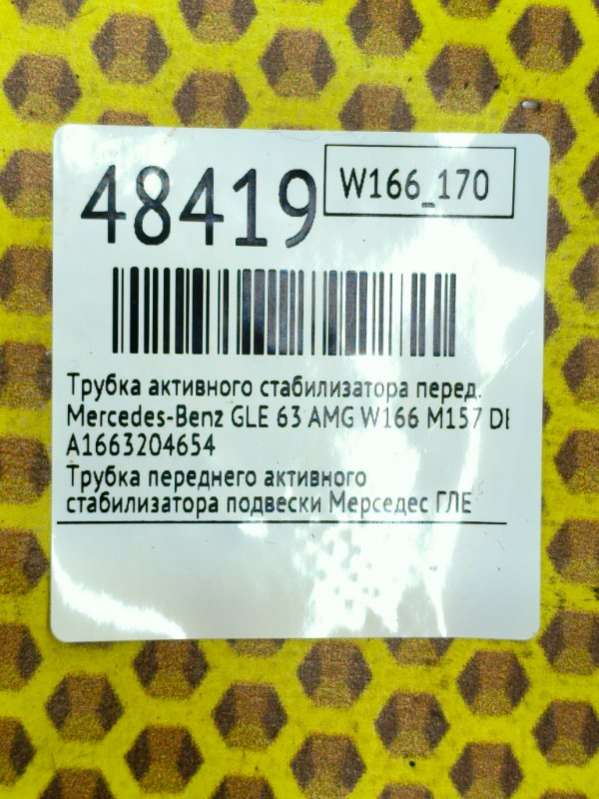 48419
W166_170
Трубка активного стабилизатора перед.
Mercedes-Benz GLE 63 AMG W166 M157 DE
A1663204654
Трубка переднего активного
стабилизатора подвески Мерседес ГЛЕ